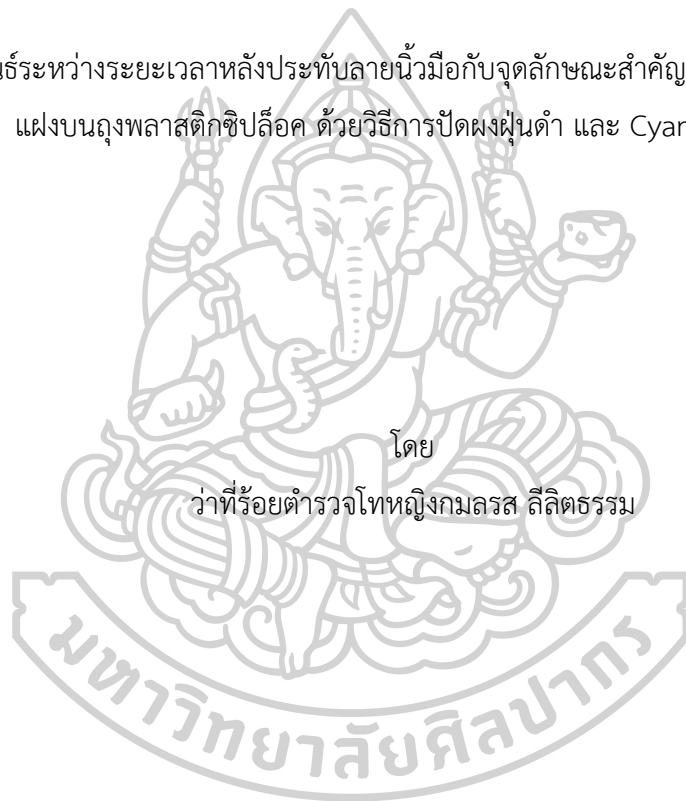 ระหว่างระยะเวลาหลังประทับลายนิ้วมือกับจุดลักษณะสำคัญ
แฝงบนถุงพลาสติกซิปล็อค ด้วยวิธีการปัดผงฝุ่นดำ และ
โดย
ว่าที่ร้อยตำรวจโทหญิงกมลรส ลีลิตธรรม
มหาวิทยาลัยศิลปากร